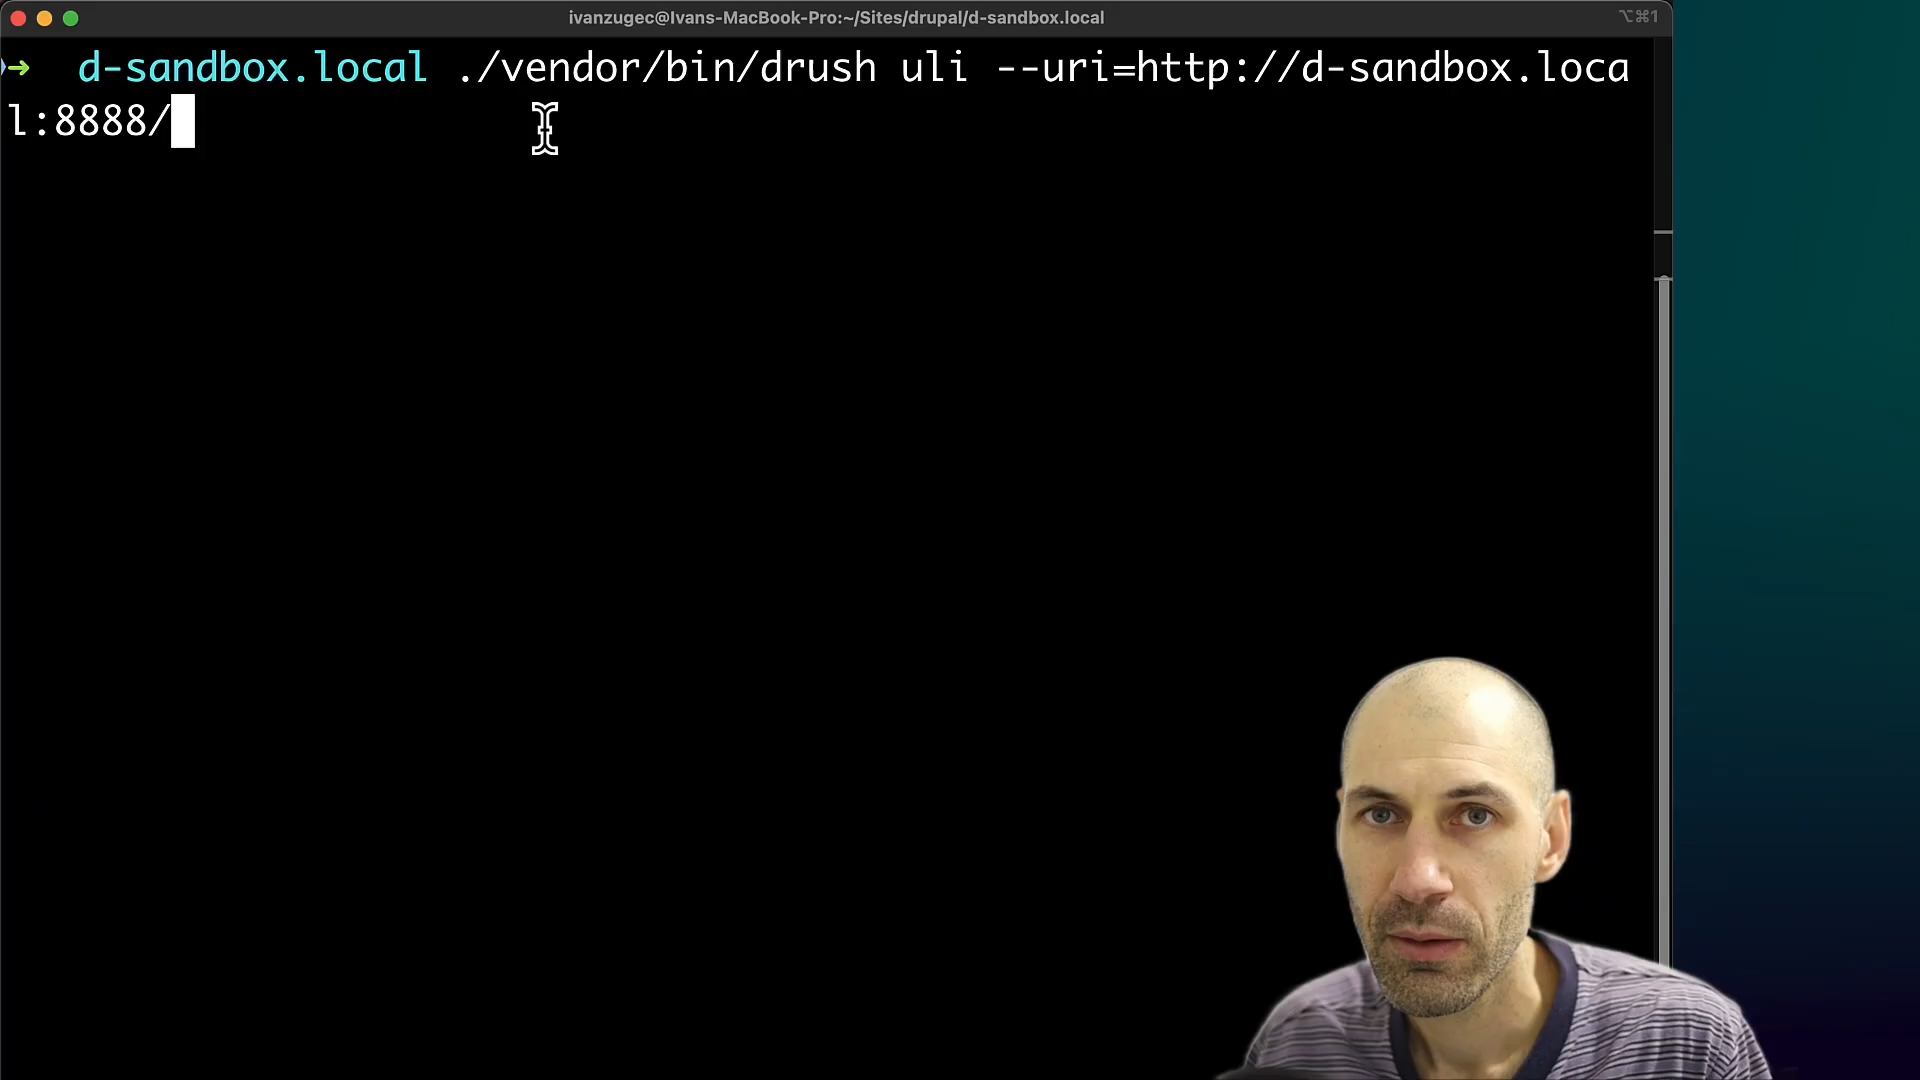 ivanzugec@Ivans-MacBook-Pro:~/Sites/drupal/d-sandbox.local
⌥⌘1
➜ d-sandbox.local ./vendor/bin/drush uli --uri=http://d-sandbox.loca
l:8888/